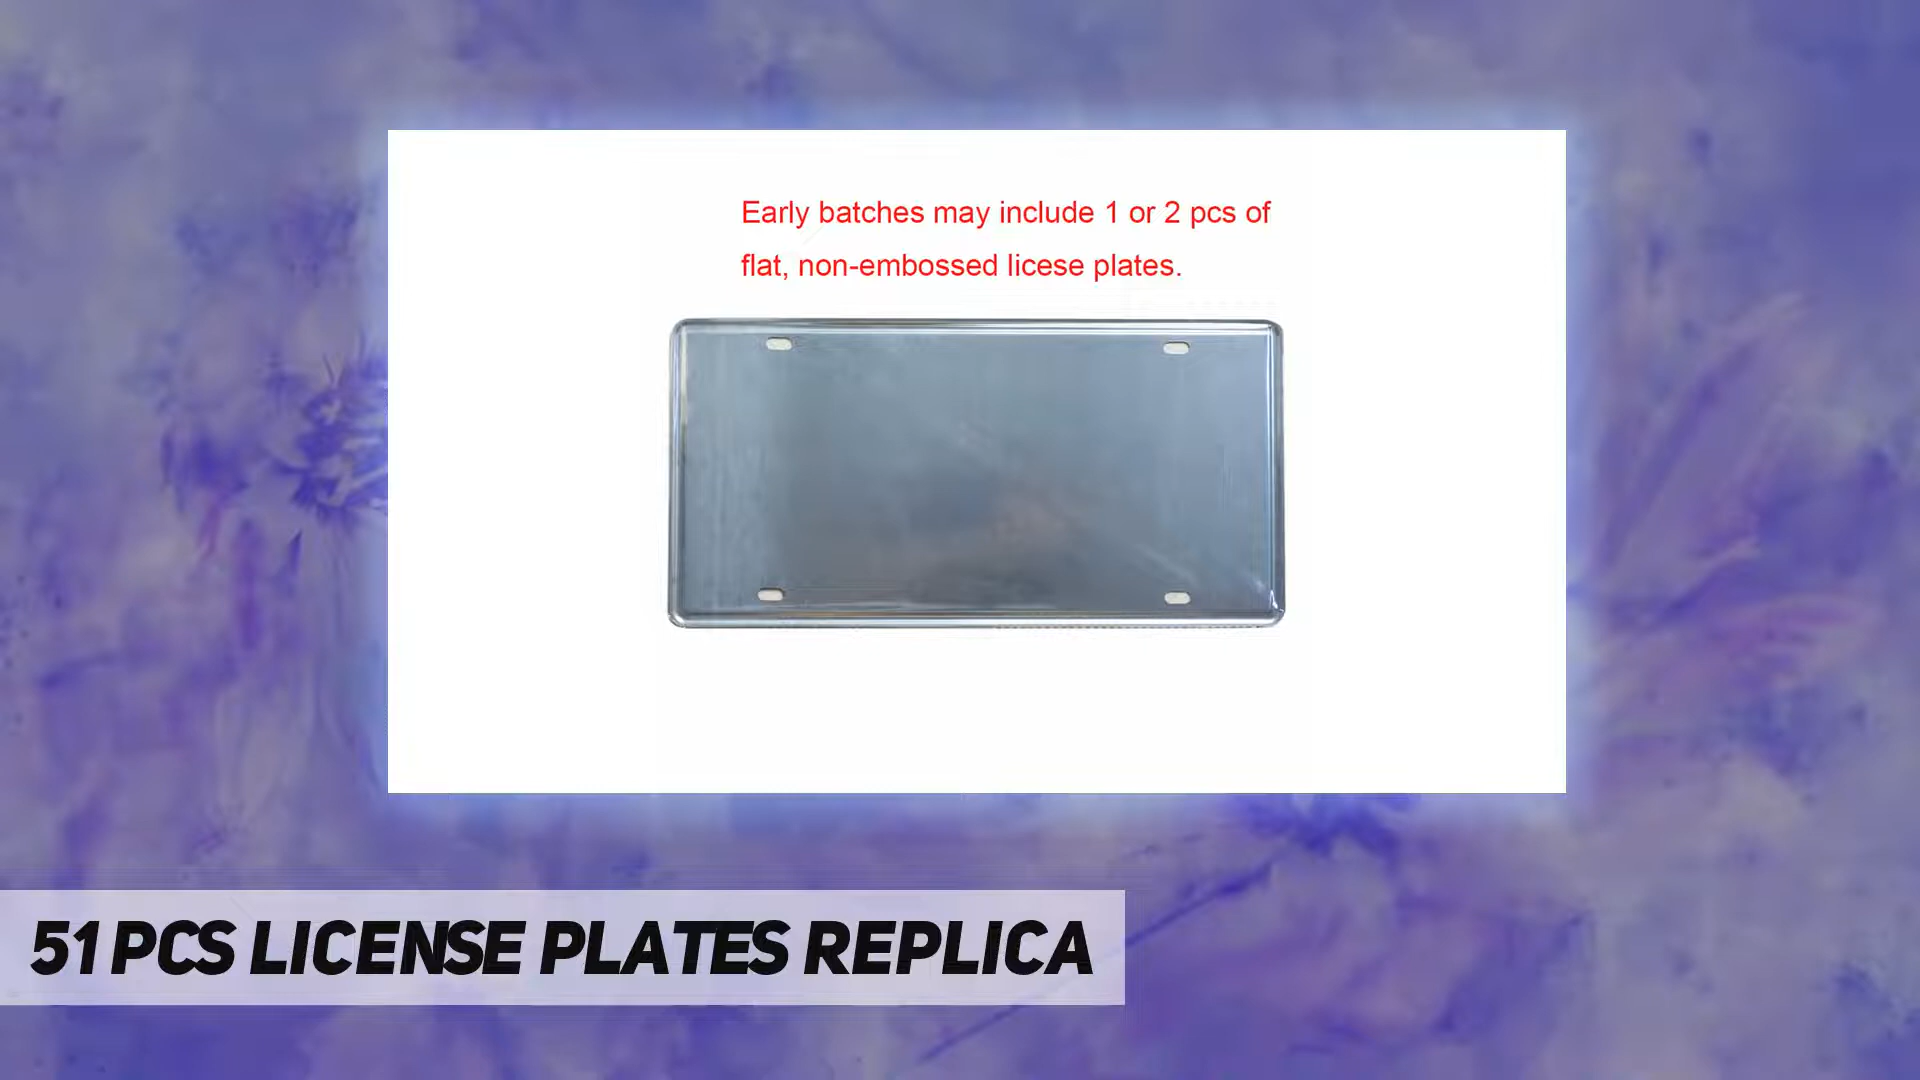 Early batches may include 1 or 2 pcs of
flat, non-embossed licese plates.
51 PCS LICENSE PLATES REPLICA